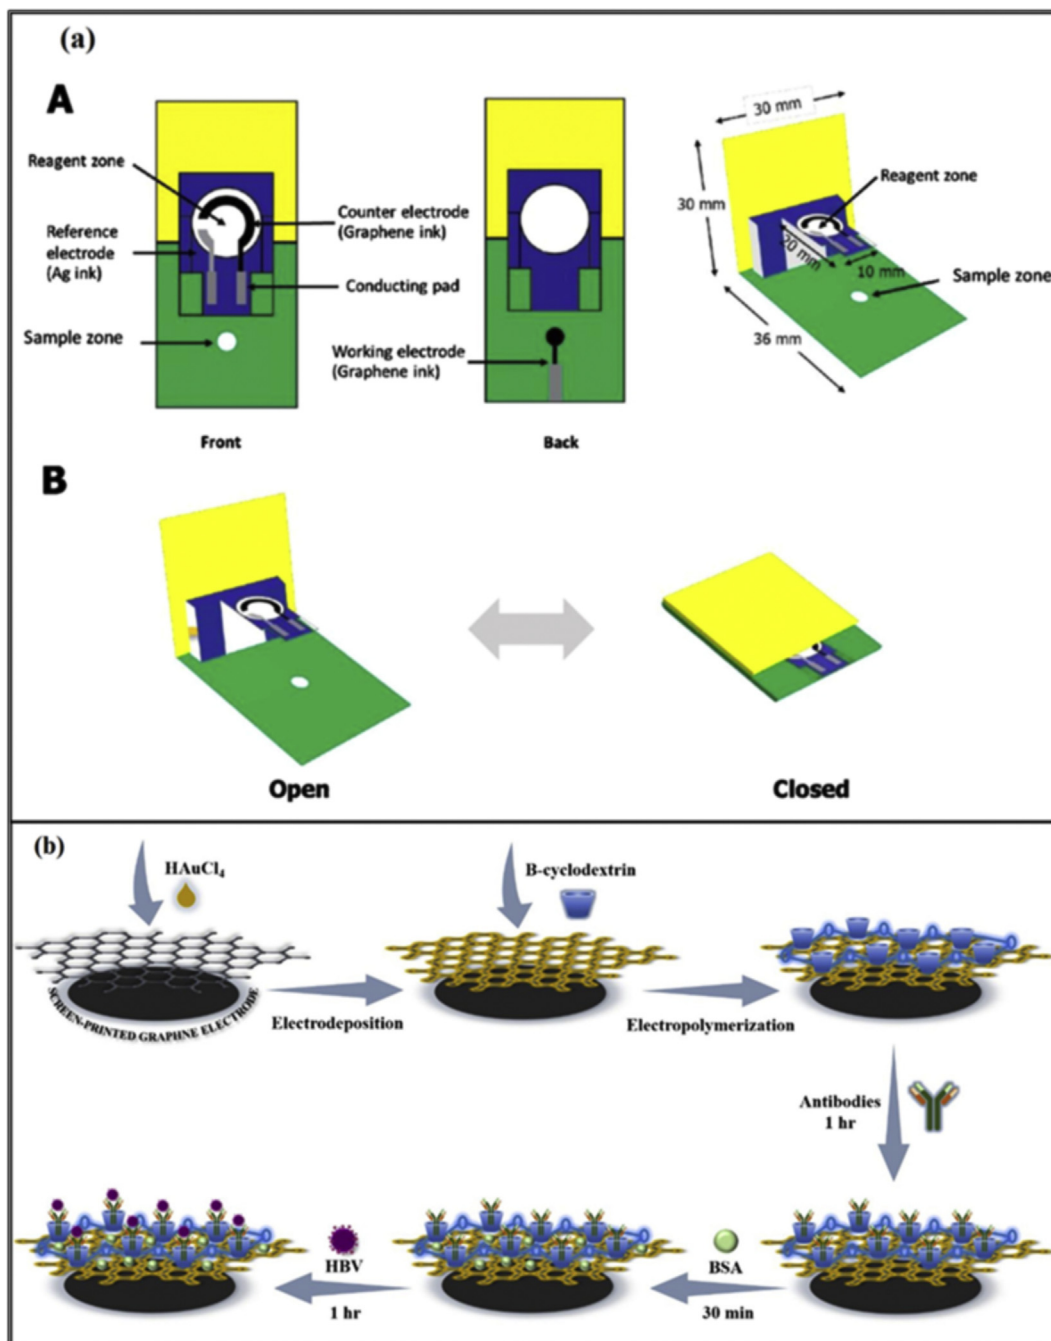 (a)
A
Reagent zone
Reference
electrode
(Ag ink)
Sample zone
Counter electrode
(Graphene ink)
Conducting pad
Working electrode
(Graphene ink)
Front
Back
30 mm
30 mm
Reagent zone
20 mm
10 mm
Sample zone
36 mm
B
Open
Closed
(b)
HAuCl4
B-cyclodextrin
SCREEN-PRINTED GRAPHNE ELECTRODE
Electrodeposition
Electropolymerization
Antibodies
1 hr
HBV
1 hr
BSA
30 min